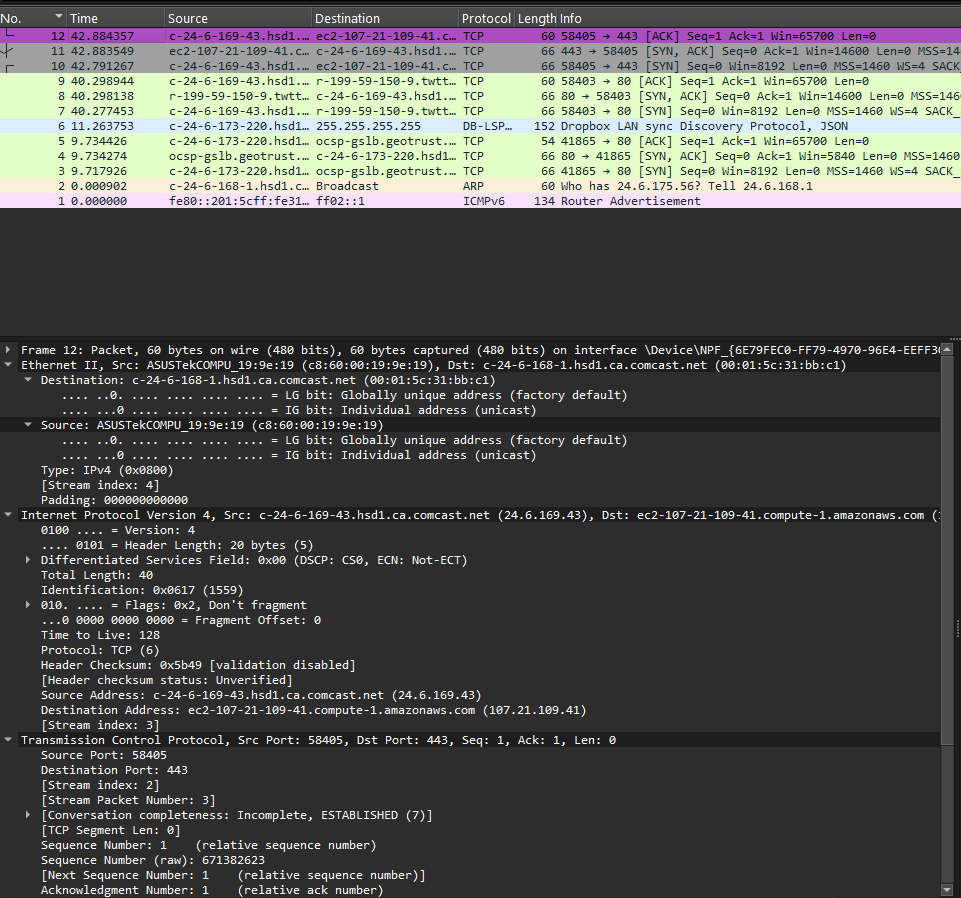 No. Time Source Destination Protocol Length Info
12 42.884357 c-24-6-169-43.hsd1... ec2-107-21-109-41.c... TCP 60 58405 → 443 [ACK] Seq=1 Ack=1 Win=65700 Len=0
11 42.883549 ec2-107-21-109-41.c... c-24-6-169-43.hsd1... TCP 66 443 → 58405 [SYN, ACK] Seq=0 Ack=1 Win=14600 Len=0 MSS=14
10 42.791267 c-24-6-169-43.hsd1... ec2-107-21-109-41.c... TCP 66 58405 → 443 [SYN] Seq=0 Win=8192 Len=0 MSS=1460 WS=4 SACK_
9 40.298944 c-24-6-169-43.hsd1... r-199-59-150-9.twtt... TCP 60 58403 → 80 [ACK] Seq=1 Ack=1 Win=65700 Len=0
8 40.298138 r-199-59-150-9.twtt... c-24-6-169-43.hsd1... TCP 66 80 → 58403 [SYN, ACK] Seq=0 Ack=1 Win=14600 Len=0 MSS=146
7 40.277453 c-24-6-169-43.hsd1... r-199-59-150-9.twtt... TCP 66 58403 → 80 [SYN] Seq=0 Win=8192 Len=0 MSS=1460 WS=4 SACK_
6 11.263753 c-24-6-173-220.hsd1... 255.255.255.255 DB-LSP... 152 Dropbox LAN sync Discovery Protocol, JSON
5 9.734426 c-24-6-173-220.hsd1... ocsp-gslb.geotrust... TCP 54 41865 → 80 [ACK] Seq=1 Ack=1 Win=65700 Len=0
4 9.734274 ocsp-gslb.geotrust... c-24-6-173-220.hsd1... TCP 66 80 → 41865 [SYN, ACK] Seq=0 Ack=1 Win=5840 Len=0 MSS=1460
3 9.717926 c-24-6-173-220.hsd1... ocsp-gslb.geotrust... TCP 66 41865 → 80 [SYN] Seq=0 Win=8192 Len=0 MSS=1460 WS=4 SACK_
2 0.000902 c-24-6-168-1.hsd1.c... Broadcast ARP 60 Who has 24.6.175.56? Tell 24.6.168.1
1 0.000000 fe80::201:5cff:fe31... ff02::1 ICMPv6 134 Router Advertisement
Frame 12: Packet, 60 bytes on wire (480 bits), 60 bytes captured (480 bits) on interface \Device\NPF_{6E79FEC0-FF79-4970-96E4-EEFF3
Ethernet II, Src: ASUSTekCOMPU_19:9e:19 (c8:60:00:19:9e:19), Dst: c-24-6-168-1.hsd1.ca.comcast.net (00:01:5c:31:bb:c1)
Destination: c-24-6-168-1.hsd1.ca.comcast.net (00:01:5c:31:bb:c1)
.... ..0. .... .... .... .... = LG bit: Globally unique address (factory default)
.... ...0 .... .... .... .... = IG bit: Individual address (unicast)
Source: ASUSTekCOMPU_19:9e:19 (c8:60:00:19:9e:19)
.... ..0. .... .... .... .... = LG bit: Globally unique address (factory default)
.... ...0 .... .... .... .... = IG bit: Individual address (unicast)
Type: IPv4 (0x0800)
[Stream index: 4]
Padding: 000000000000
Internet Protocol Version 4, Src: c-24-6-169-43.hsd1.ca.comcast.net (24.6.169.43), Dst: ec2-107-21-109-41.compute-1.amazonaws.com (
0100 .... = Version: 4
.... 0101 = Header Length: 20 bytes (5)
Differentiated Services Field: 0x00 (DSCP: CS0, ECN: Not-ECT)
Total Length: 40
Identification: 0x0617 (1559)
010. .... = Flags: 0x2, Don't fragment
...0 0000 0000 0000 = Fragment Offset: 0
Time to Live: 128
Protocol: TCP (6)
Header Checksum: 0x5b49 [validation disabled]
[Header checksum status: Unverified]
Source Address: c-24-6-169-43.hsd1.ca.comcast.net (24.6.169.43)
Destination Address: ec2-107-21-109-41.compute-1.amazonaws.com (107.21.109.41)
[Stream index: 3]
Transmission Control Protocol, Src Port: 58405, Dst Port: 443, Seq: 1, Ack: 1, Len: 0
Source Port: 58405
Destination Port: 443
[Stream index: 2]
[Stream Packet Number: 3]
[Conversation completeness: Incomplete, ESTABLISHED (7)]
[TCP Segment Len: 0]
Sequence Number: 1 (relative sequence number)
Sequence Number (raw): 671382623
[Next Sequence Number: 1 (relative sequence number)]
Acknowledgment Number: 1 (relative ack number)